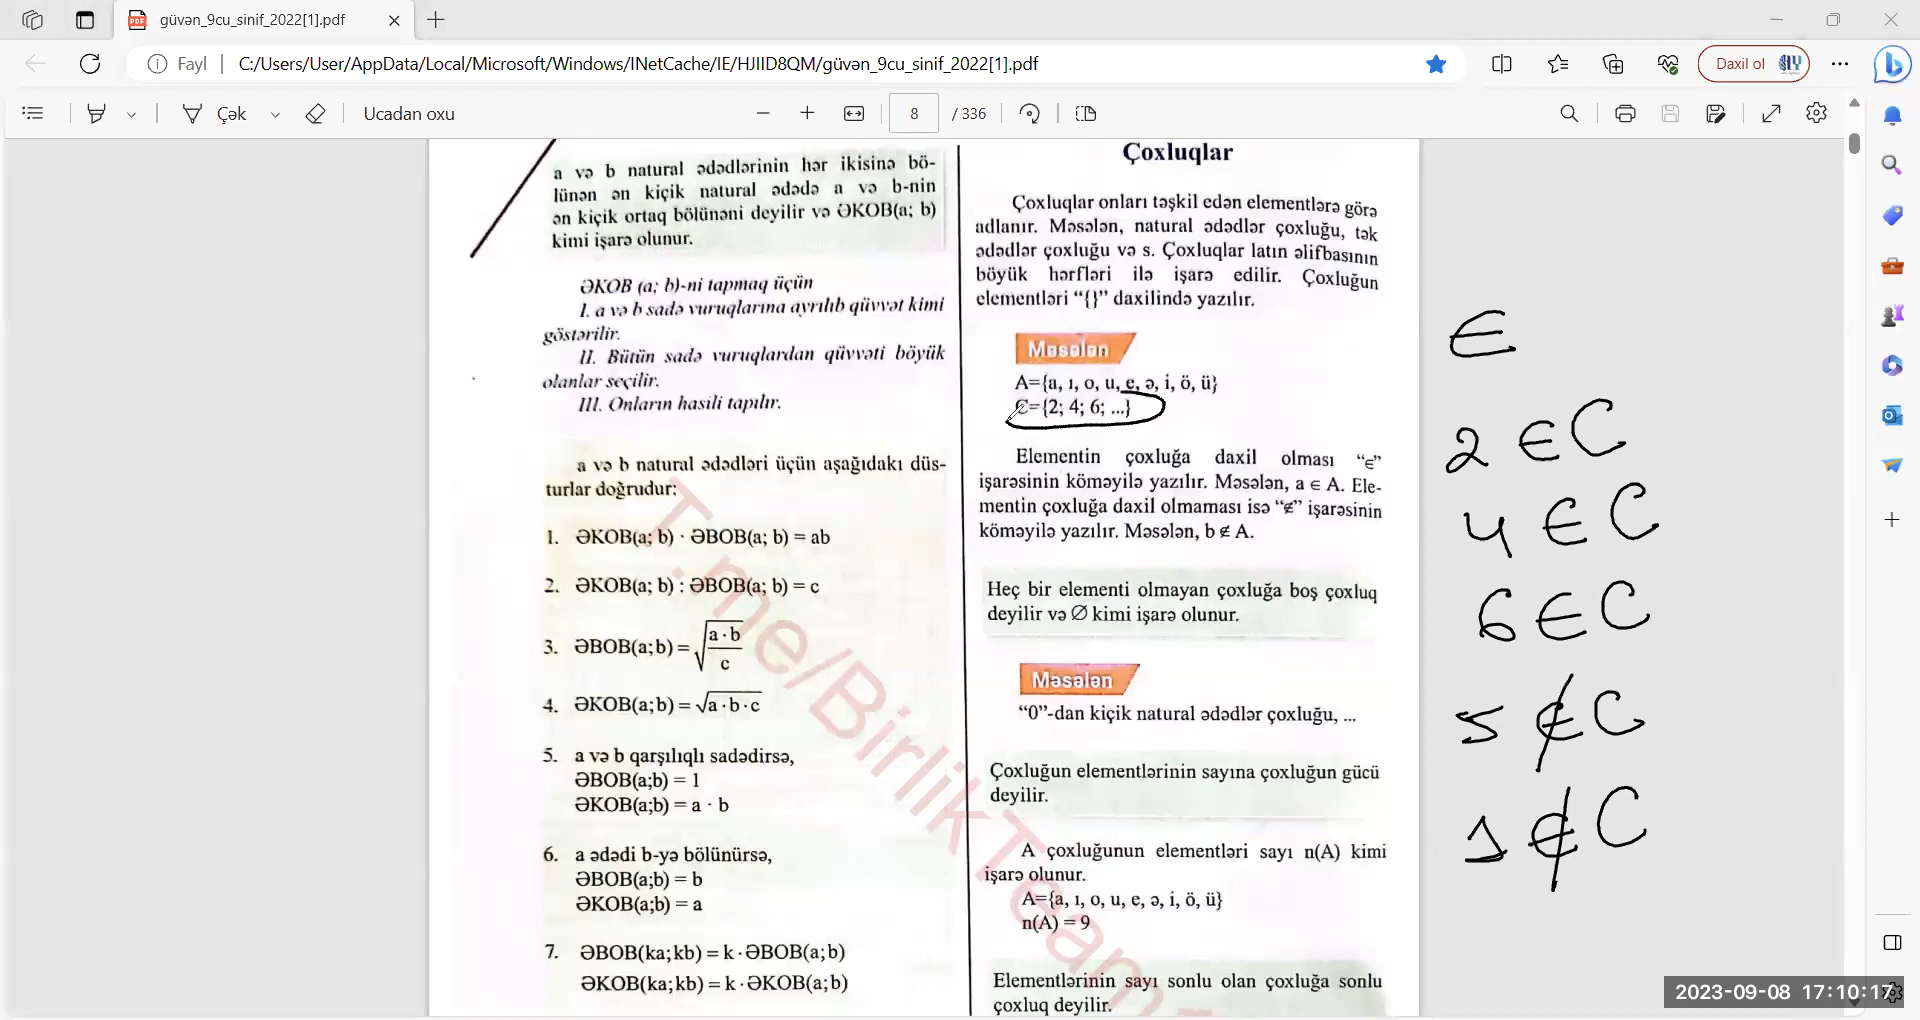 güvən_9cu_sinif_2022[1].pdf
Fayl
C:/Users/User/AppData/Local/Microsoft/Windows/INetCache/IE/HJIID8QM/güvən_9cu_sinif_2022[1].pdf
Daxil ol
Çək
Ucadan oxu
8 / 336
a və b natural ədədlərinin hər ikisinə bö-
lünən ən kiçik natural ədədə a və b-nin
ən kiçik ortaq bölünəni deyilir və ƏKOB(a; b)
kimi işarə olunur.
ƏKOB (a; b)-ni tapmaq üçün
I. a və b sadə vuruqlarına ayrılıb qüvvət kimi
göstərilir.
II. Bütün sadə vuruqlardan qüvvəti böyük
olanlar seçilir.
III. Onların hasili tapılır.
a və b natural ədədləri üçün aşağıdakı düs-
turlar doğrudur:
1. ƏKOB(a; b) · ƏBOB(a; b) = ab
2. ƏKOB(a; b) : ƏBOB(a; b) = c
3. ƏBOB(a;b) = √(a·b/c)
4. ƏKOB(a;b) = √(a·b·c)
5. a və b qarşılıqlı sadədirsə,
ƏBOB(a;b) = 1
ƏKOB(a;b) = a · b
6. a ədədi b-yə bölünürsə,
ƏBOB(a;b) = b
ƏKOB(a;b) = a
7. ƏBOB(ka;kb) = k·ƏBOB(a;b)
ƏKOB(ka;kb) = k·ƏKOB(a;b)
Çoxluqlar
Çoxluqlar onları təşkil edən elementlərə görə
adlanır. Məsələn, natural ədədlər çoxluğu, tək
ədədlər çoxluğu və s. Çoxluqlar latın əlifbasının
böyük hərfləri ilə işarə edilir. Çoxluğun
elementləri “{}” daxilində yazılır.
Məsələn
A={a, ı, o, u, e, ə, i, ö, ü}
C={2; 4; 6; ...}
Elementin çoxluğa daxil olması “∈”
işarəsinin köməyilə yazılır. Məsələn, a ∈ A. Ele-
mentin çoxluğa daxil olmaması isə “∉” işarəsinin
köməyilə yazılır. Məsələn, b ∉ A.
Heç bir elementi olmayan çoxluğa boş çoxluq
deyilir və ∅ kimi işarə olunur.
Məsələn
“0”-dan kiçik natural ədədlər çoxluğu, ...
Çoxluğun elementlərinin sayına çoxluğun gücü
deyilir.
A çoxluğunun elementləri sayı n(A) kimi
işarə olunur.
A={a, ı, o, u, e, ə, i, ö, ü}
n(A) = 9
Elementlərinin sayı sonlu olan çoxluğa sonlu
çoxluq deyilir.
T.me/BirlikTeam
∈
2 ∈ C
4 ∈ C
6 ∈ C
5 ∉ C
1 ∉ C
2023-09-08 17:10:17